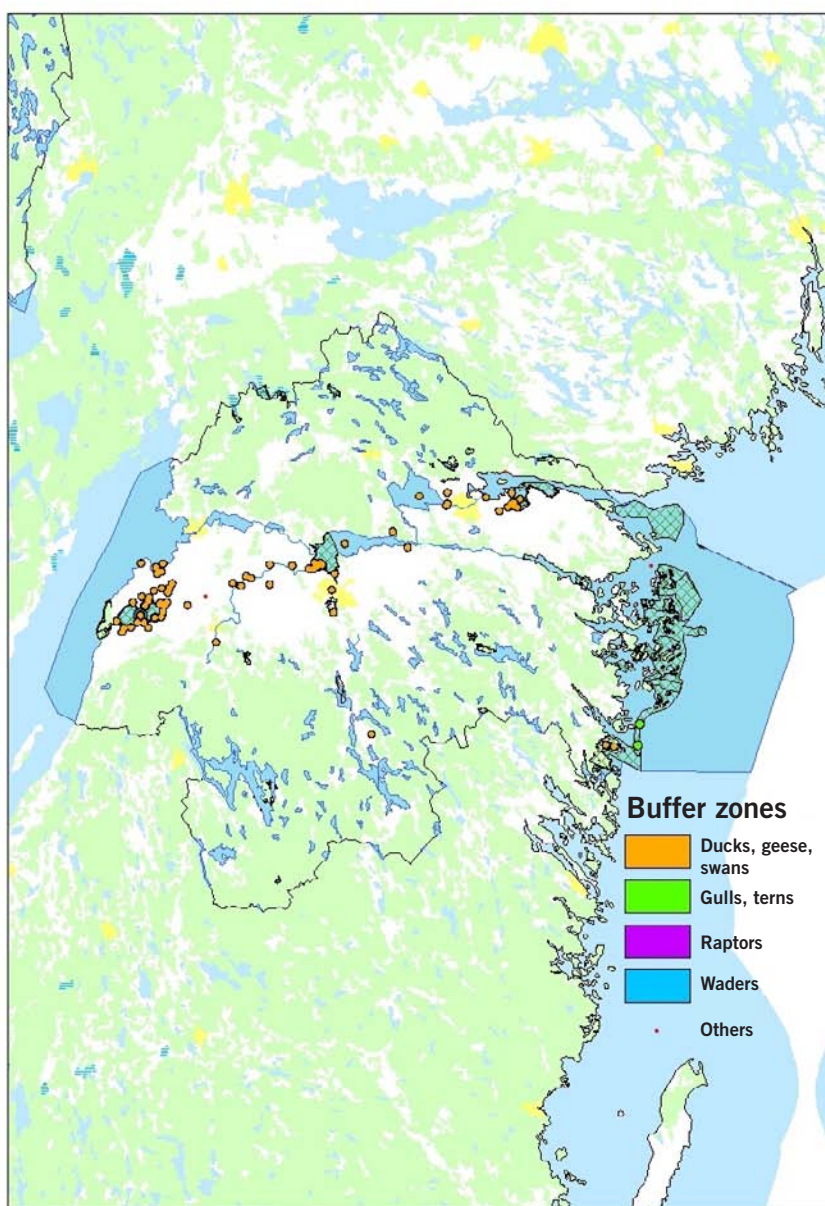 Buffer zones
Ducks, geese,
swans
Gulls, terns
Raptors
Waders
Others